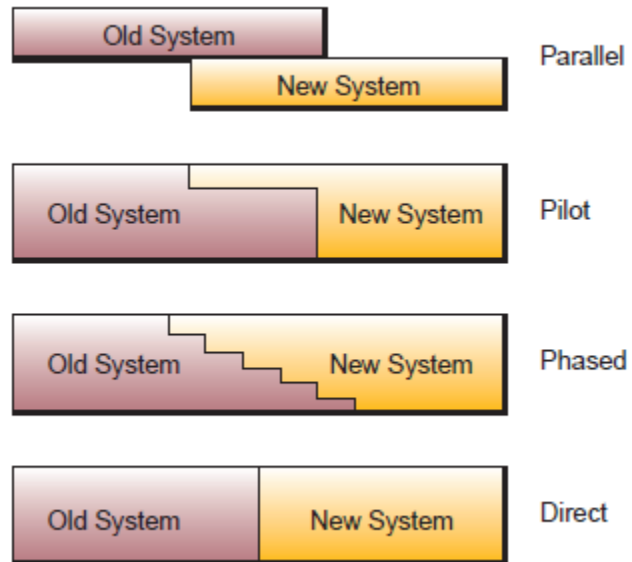 Old System
Parallel
New System
Old System New System Pilot
Old System New System Phased
Old System New System Direct